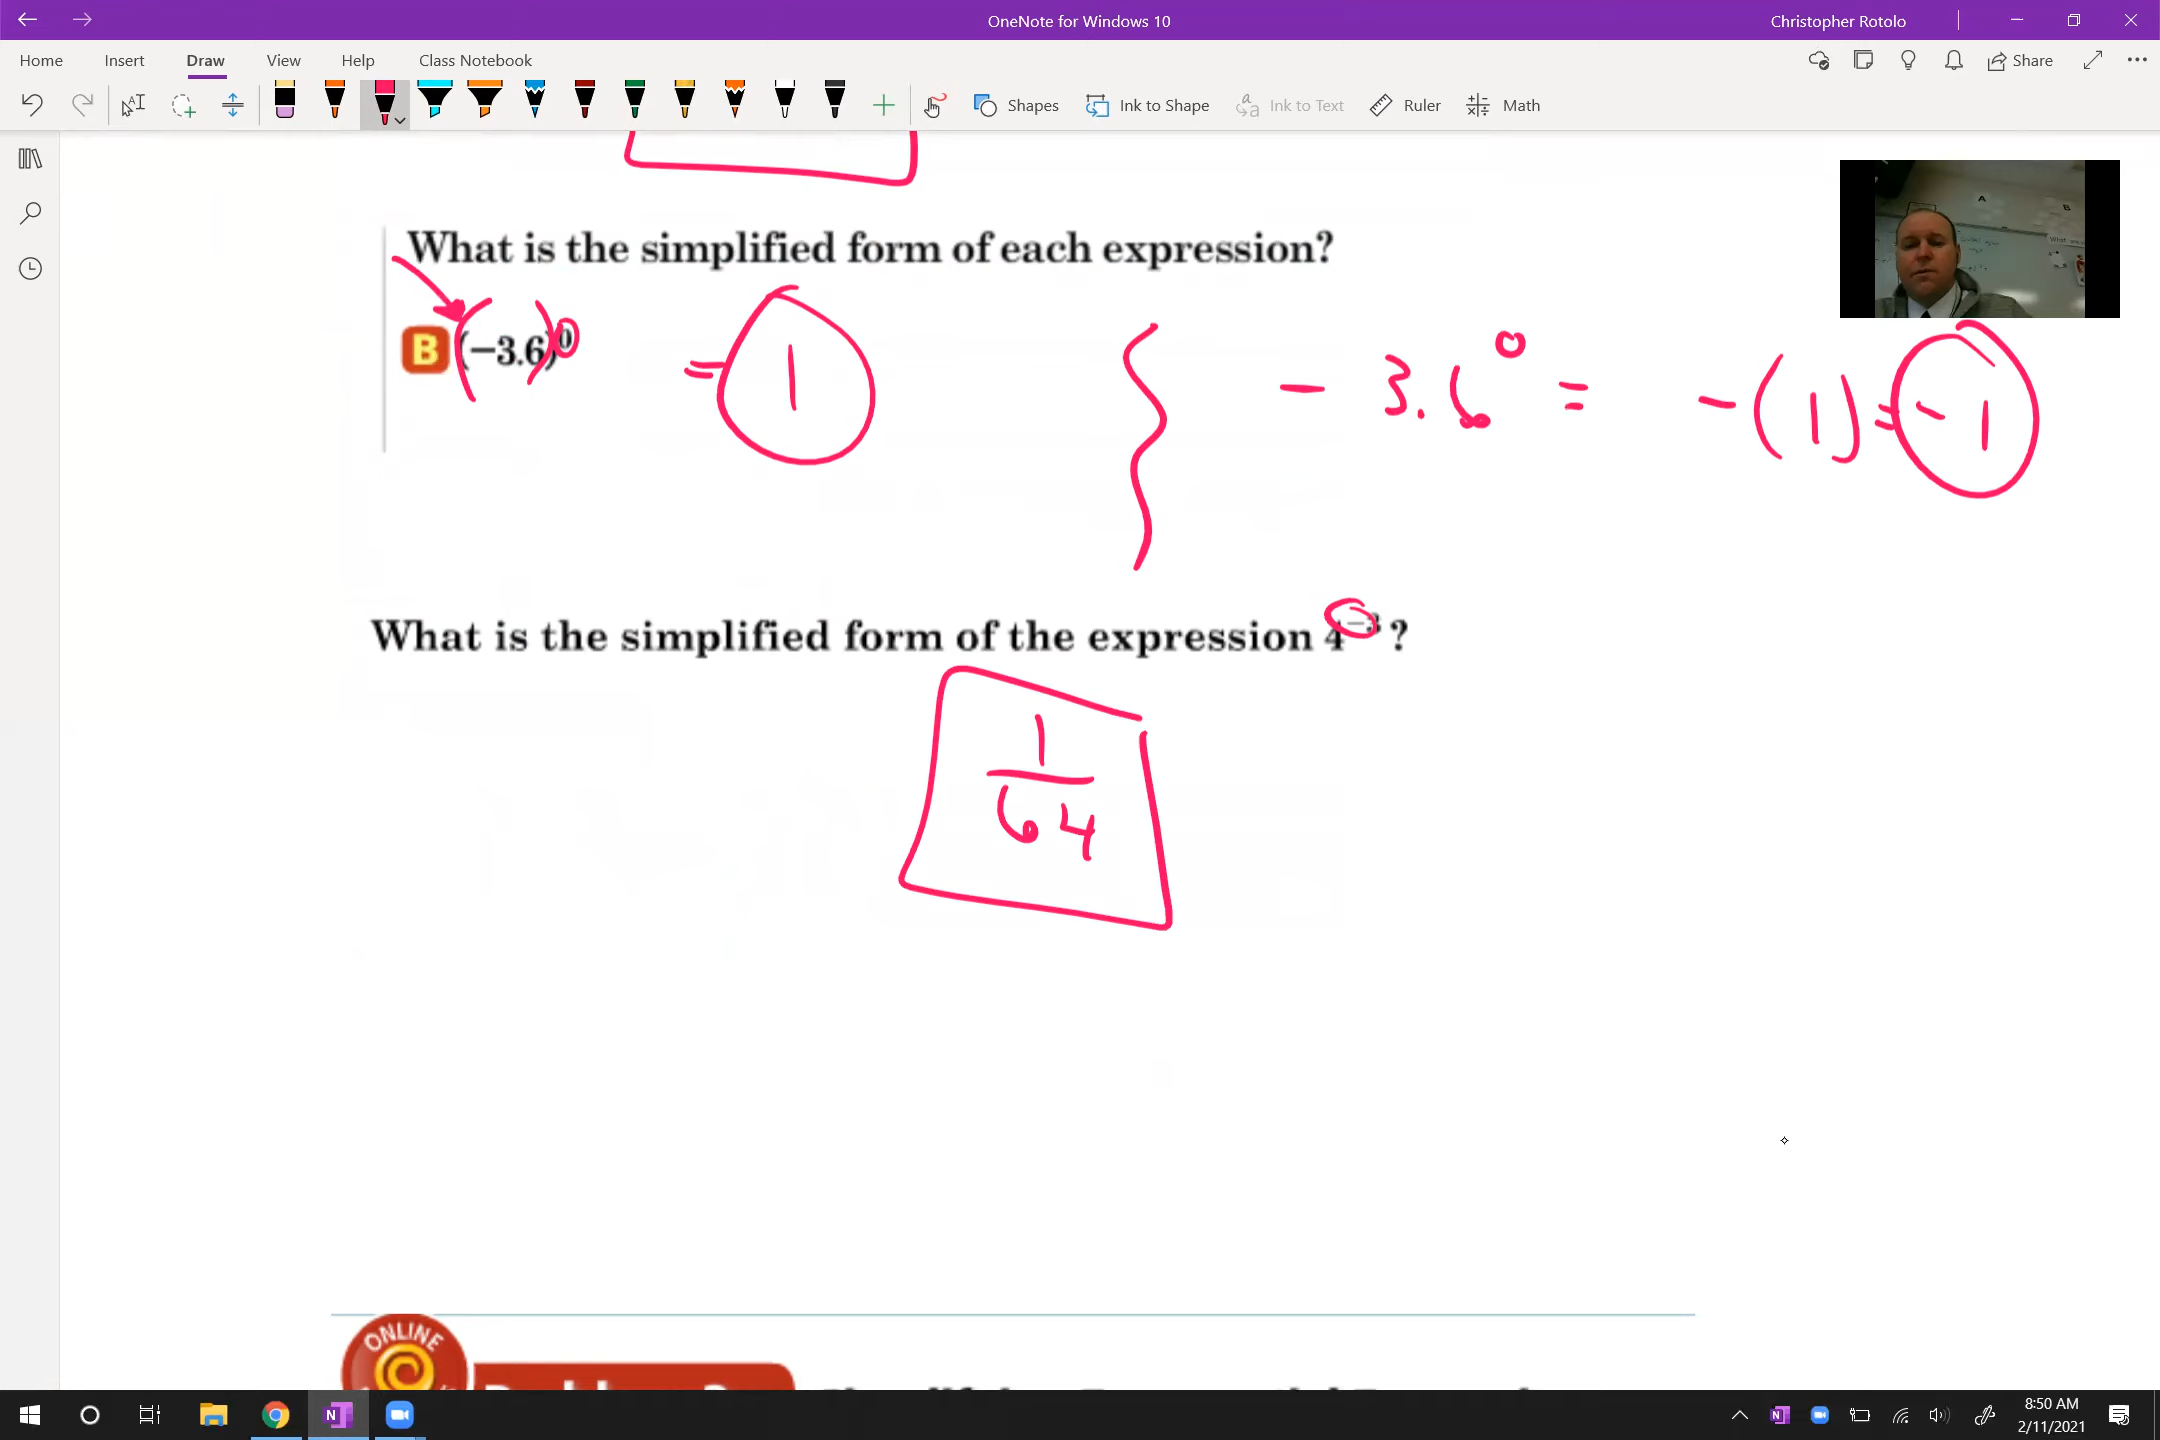 OneNote for Windows 10
Christopher Rotolo
Home Insert Draw View Help Class Notebook
Share
Shapes Ink to Shape Ink to Text Ruler Math
What is the simplified form of each expression?
B (−3.6)⁰ = 1
- 3.6⁰ = -(1) = -1
What is the simplified form of the expression 4⁻³?
1
64
ONLINE
8:50 AM
2/11/2021